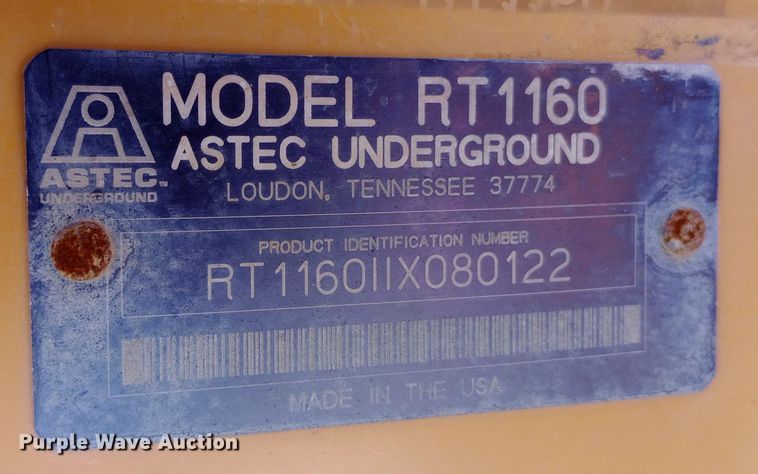 MODEL RT1160
ASTEC UNDERGROUND
LOUDON, TENNESSEE 37774
ASTEC™
UNDERGROUND
PRODUCT IDENTIFICATION NUMBER
RT1160IIX080122
MADE IN THE USA
Purple Wave Auction